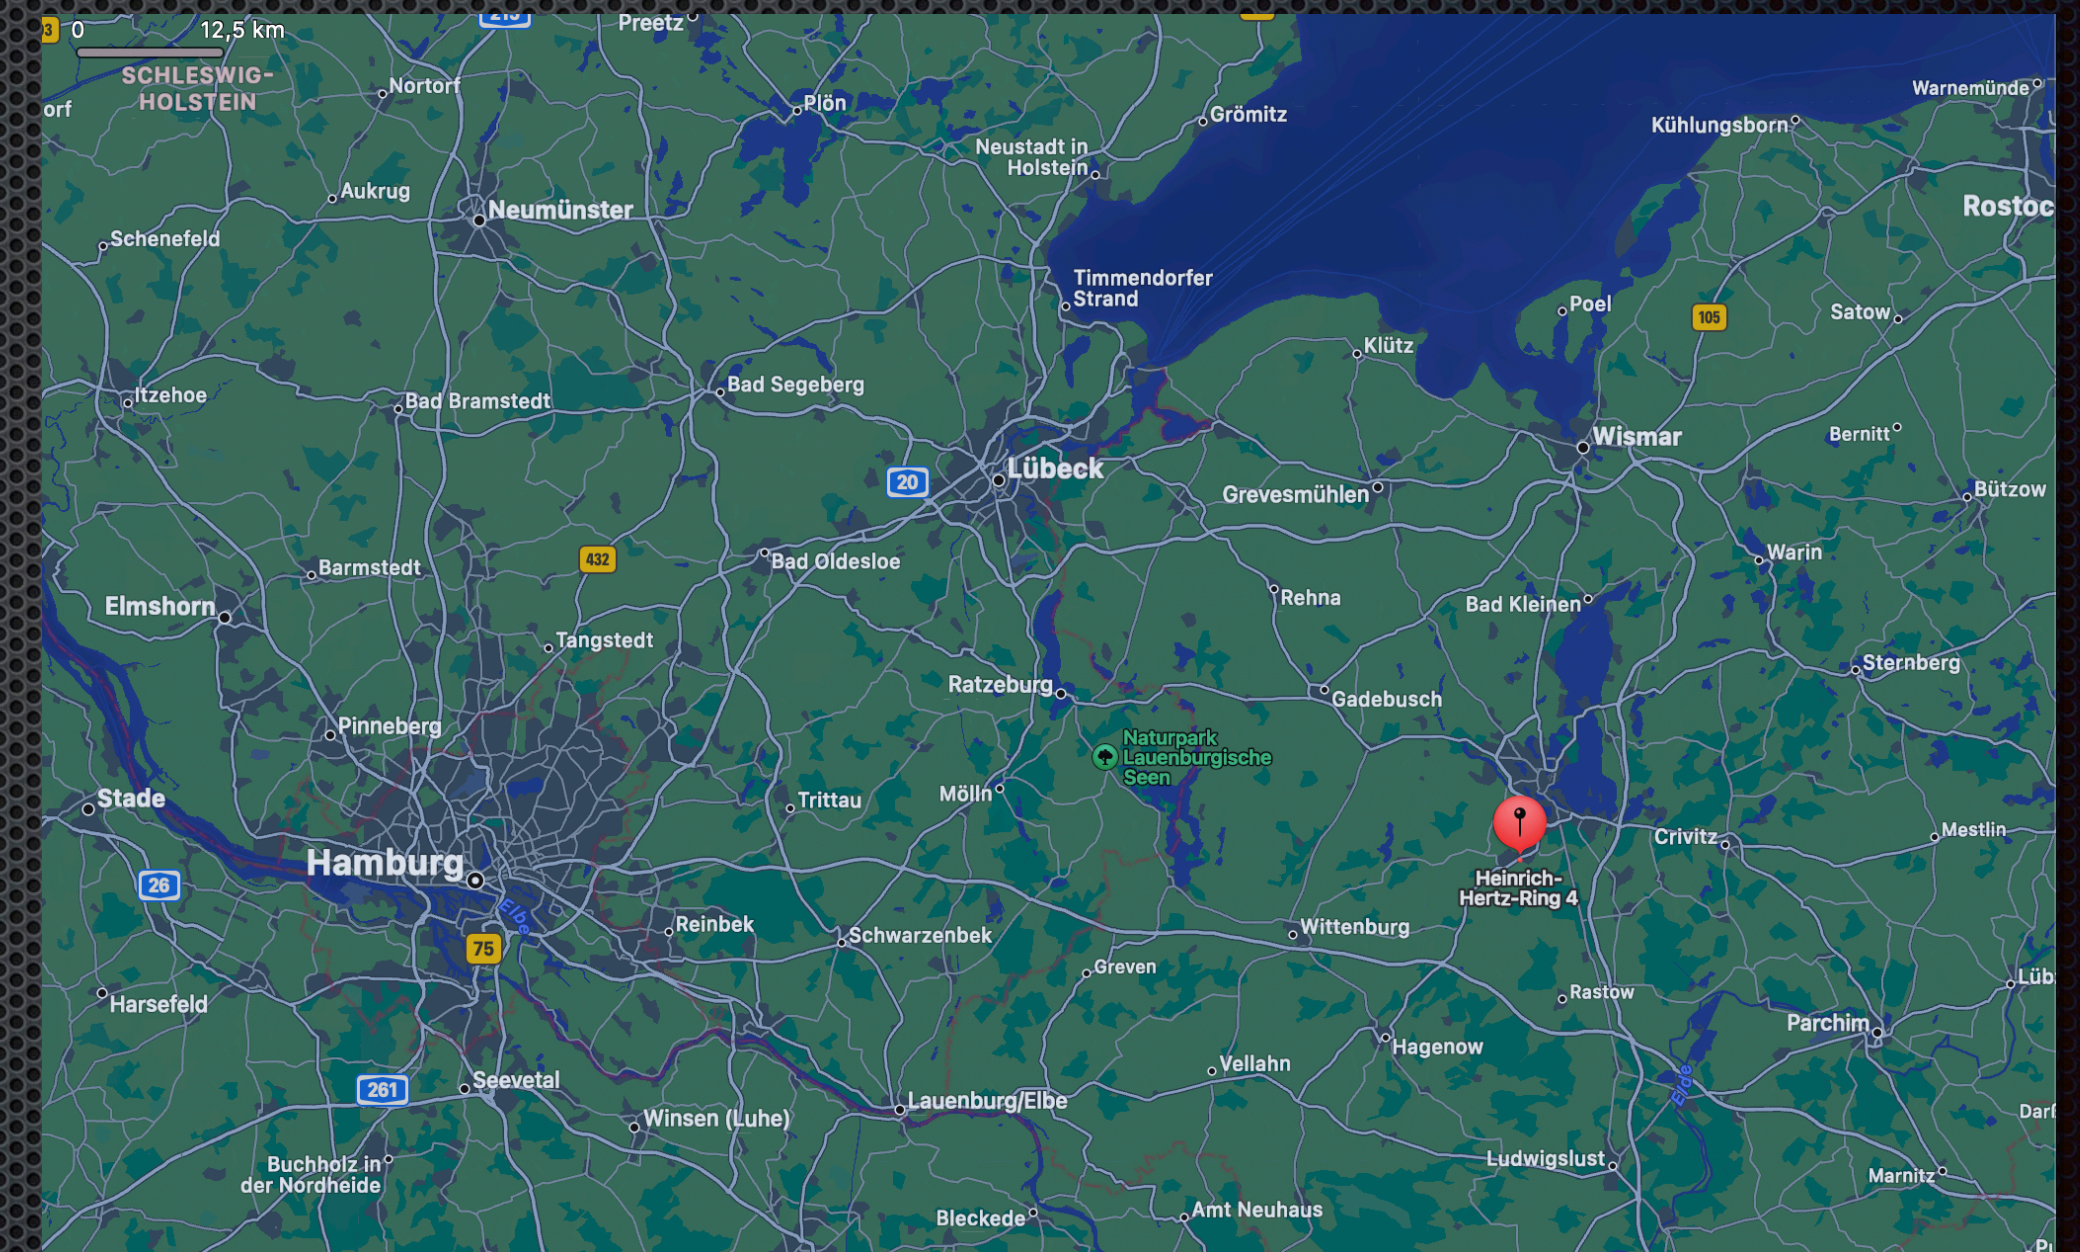 213
Preetz
0 12,5 km
SCHLESWIG-
HOLSTEIN
Nortorf
orf
Plön
Grömitz
Warnemünde
Kühlungsborn
Neustadt in
Holstein
Aukrug
Neumünster
Rostoc
Schenefeld
Timmendorfer
Strand
Poel
105
Satow
Klütz
Itzehoe
Bad Bramstedt
Bad Segeberg
Wismar
Bernitt
Lübeck
20
Grevesmühlen
Bützow
Warin
432
Bad Oldesloe
Barmstedt
Elmshorn
Rehna
Bad Kleinen
Tangstedt
Sternberg
Ratzeburg
Gadebusch
Pinneberg
Naturpark
Lauenburgische
Seen
Stade
Trittau
Mölln
Crivitz
Mestlin
Hamburg
26
Heinrich-
Hertz-Ring 4
Elbe
75
Reinbek
Schwarzenbek
Wittenburg
Greven
Lüb
Harsefeld
Rastow
Parchim
Hagenow
Vellahn
261
Seevetal
Elde
Lauenburg/Elbe
Winsen (Luhe)
Buchholz in
der Nordheide
Ludwigslust
Marnitz
Bleckede
Amt Neuhaus